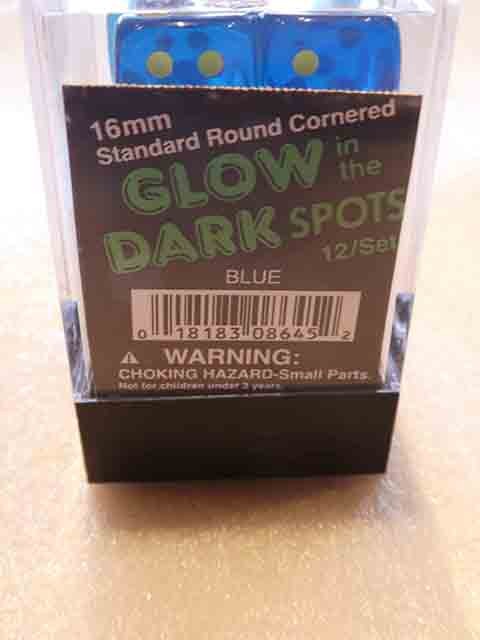 16mm
Standard Round Cornered
GLOW in the
DARK SPOTS
12/Set
BLUE
0 18183 08645 2
WARNING:
CHOKING HAZARD-Small Parts.
Not for children under 3 years.